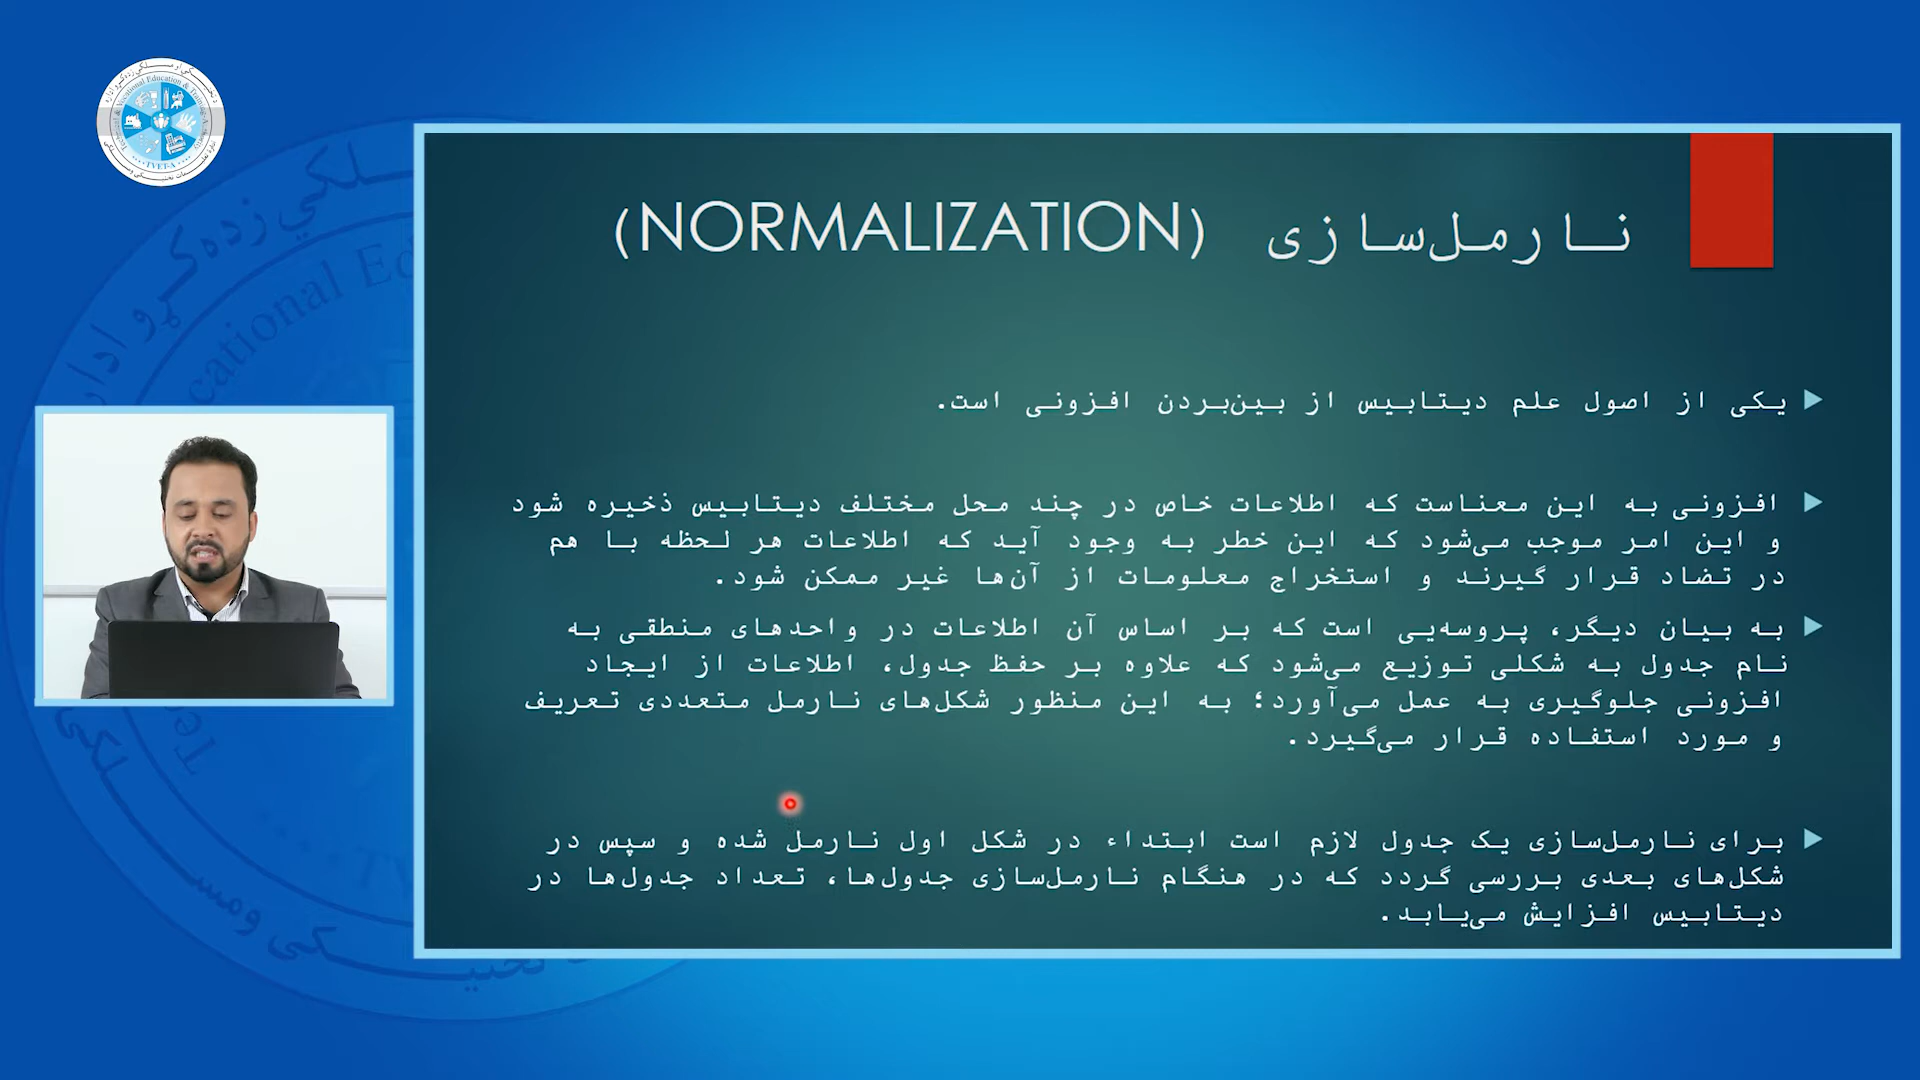 نارمل‌سازی (NORMALIZATION)
یکی از اصول علم دیتابیس از بین‌بردن افزونی است.
افزونی به این معناست که اطلاعات خاص در چند محل مختلف دیتابیس ذخیره شود
و این امر موجب می‌شود که این خطر به وجود آید که اطلاعات هر لحظه با هم
در تضاد قرار گیرند و استخراج معلومات از آن‌ها غیر ممکن شود.
به بیان دیگر، پروسه‌یی است که بر اساس آن اطلاعات در واحدهای منطقی به
نام جدول به شکلی توزیع می‌شود که علاوه بر حفظ جدول، اطلاعات از ایجاد
افزونی جلوگیری به عمل می‌آورد؛ به این منظور شکل‌های نارمل متعددی تعریف
و مورد استفاده قرار می‌گیرد.
برای نارمل‌سازی یک جدول لازم است ابتداء در شکل اول نارمل شده و سپس در
شکل‌های بعدی بررسی گردد که در هنگام نارمل‌سازی جدول‌ها، تعداد جدول‌ها در
دیتابیس افزایش می‌یابد.
TVET-A